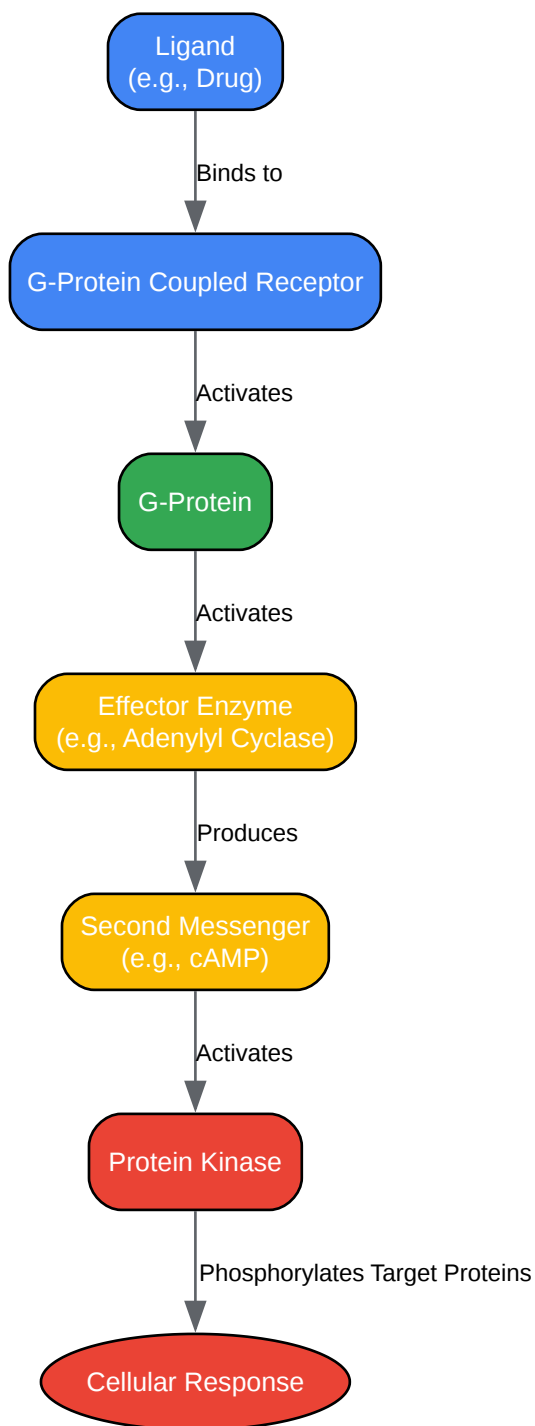 Ligand
(e.g., Drug)
Binds to
G-Protein Coupled Receptor
Activates
G-Protein
Activates
Effector Enzyme
(e.g., Adenylyl Cyclase)
Produces
Second Messenger
(e.g., cAMP)
Activates
Protein Kinase
Phosphorylates Target Proteins
Cellular Response